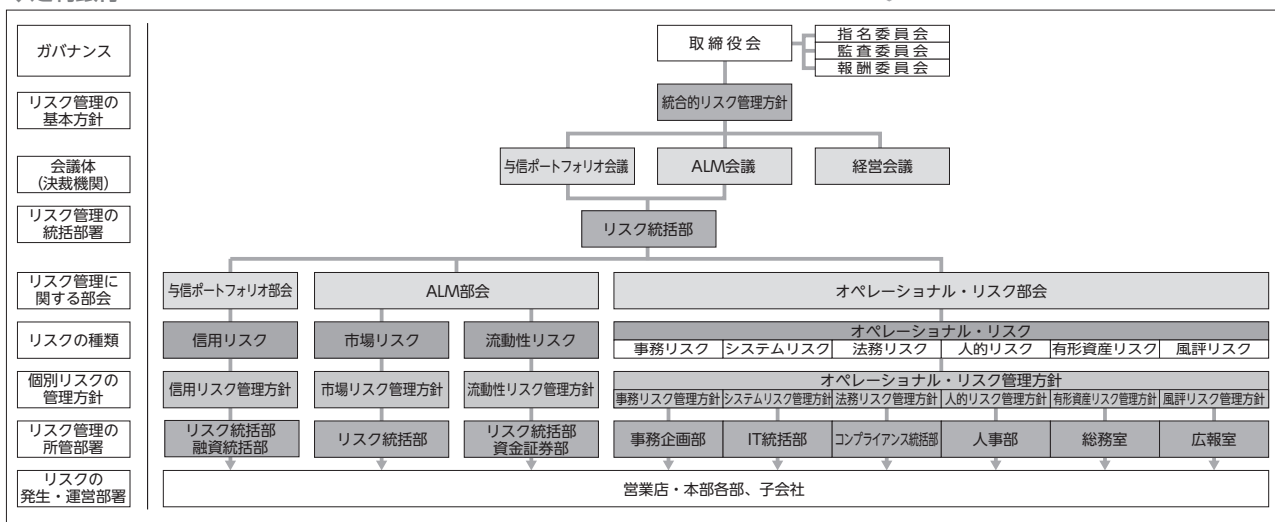 ガバナンス
取締役会
指名委員会
監査委員会
報酬委員会
リスク管理の
基本方針
統合的リスク管理方針
会議体
(決裁機関)
与信ポートフォリオ会議
ALM会議
経営会議
リスク管理の
統括部署
リスク統括部
リスク管理に
関する部会
与信ポートフォリオ部会
ALM部会
オペレーショナル・リスク部会
リスクの種類
信用リスク
市場リスク
流動性リスク
オペレーショナル・リスク
事務リスク
システムリスク
法務リスク
人的リスク
有形資産リスク
風評リスク
個別リスクの
管理方針
信用リスク管理方針
市場リスク管理方針
流動性リスク管理方針
オペレーショナル・リスク管理方針
事務リスク管理方針
システムリスク管理方針
法務リスク管理方針
人的リスク管理方針
有形資産リスク管理方針
風評リスク管理方針
リスク管理の
所管部署
リスク統括部
融資統括部
リスク統括部
リスク統括部
資金証券部
事務企画部
IT統括部
コンプライアンス統括部
人事部
総務室
広報室
リスクの
発生・運営部署
営業店・本部各部、子会社